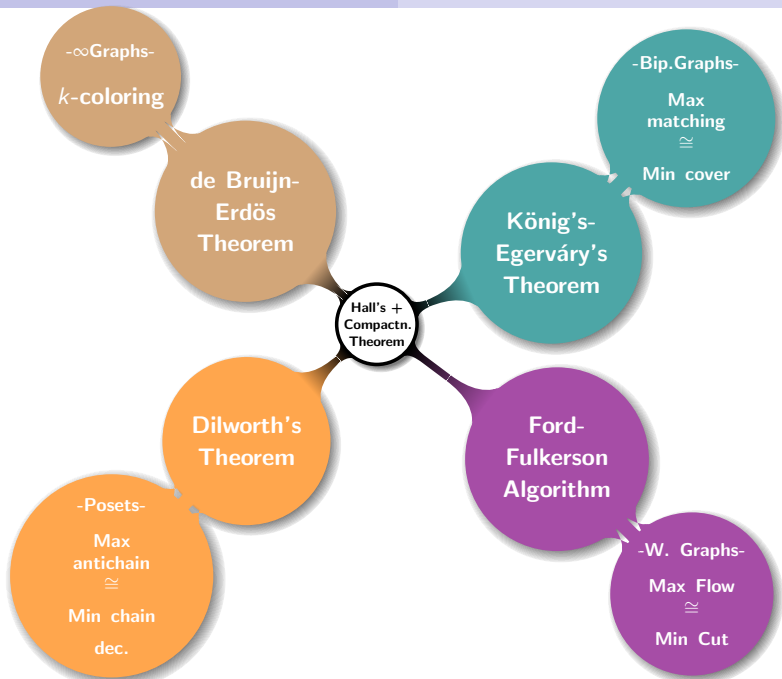 -∞Graphs-
k-coloring
de Bruijn-
Erdös
Theorem
-Bip.Graphs-
Max
matching
≅
Min cover
König's-
Egerváry's
Theorem
Hall's +
Compactn.
Theorem
Dilworth's
Theorem
-Posets-
Max
antichain
≅
Min chain
dec.
Ford-
Fulkerson
Algorithm
-W. Graphs-
Max Flow
≅
Min Cut